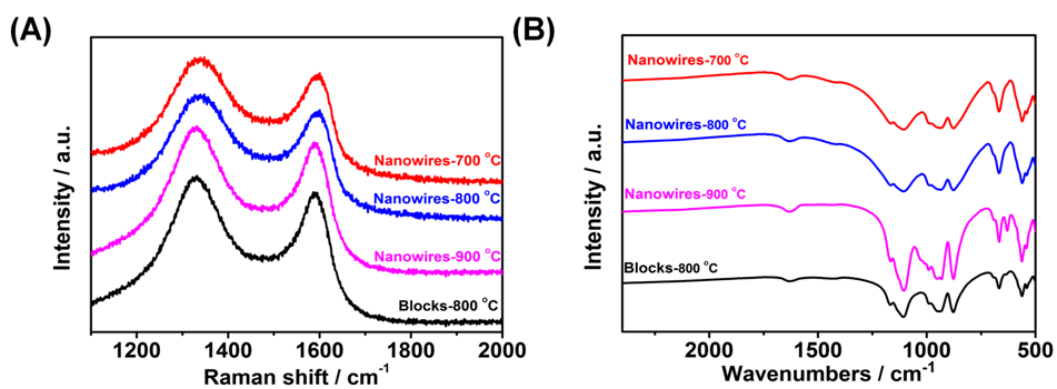 (A)
Intensity / a.u.
Nanowires-700 °C
Nanowires-800 °C
Nanowires-900 °C
Blocks-800 °C
1200 1400 1600 1800 2000
Raman shift / cm-1
(B)
Intensity / a.u.
Nanowires-700 °C
Nanowires-800 °C
Nanowires-900 °C
Blocks-800 °C
2000 1500 1000 500
Wavenumbers / cm-1